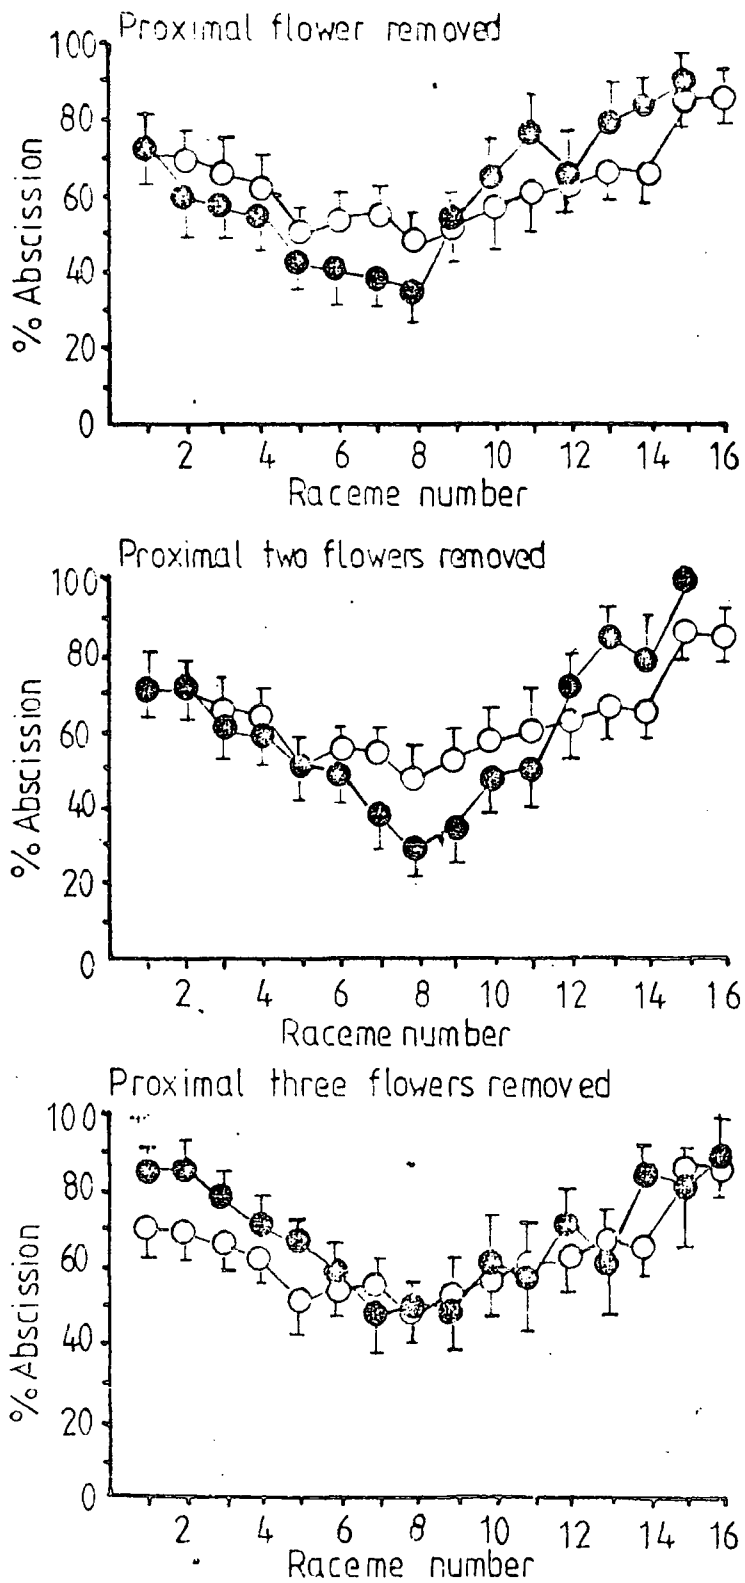 Proximal flower removed
100
80
60
40
20
0
% Abscission
2 4 6 8 10 12 14 16
Raceme number
Proximal two flowers removed
100
80
60
40
20
0
% Abscission
2 4 6 8 10 12 14 16
Raceme number
Proximal three flowers removed
100
80
60
40
20
0
% Abscission
2 4 6 8 10 12 14 16
Raceme number